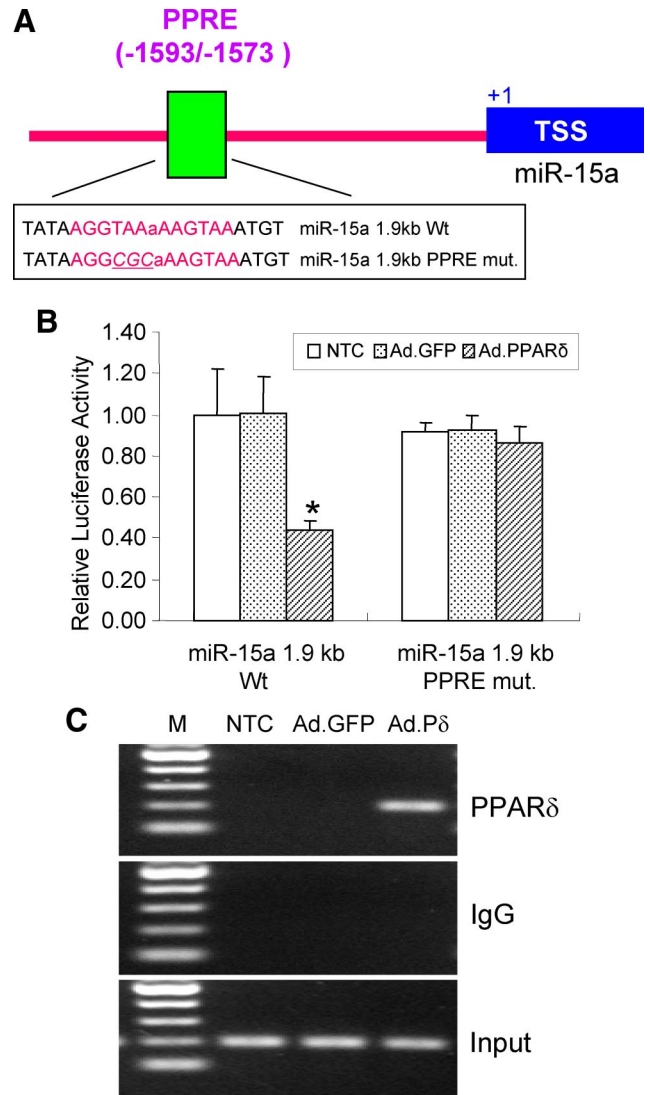 A
PPRE
(-1593/-1573 )
+1
TSS
miR-15a
TATAAGGTAAaAAGTAAATGT miR-15a 1.9kb Wt
TATAAGGCGCaAAGTAAATGT miR-15a 1.9kb PPRE mut.
B
Relative Luciferase Activity
1.40
1.20
1.00
0.80
0.60
0.40
0.20
0.00
NTC Ad.GFP Ad.PPARδ
*
miR-15a 1.9 kb
Wt
miR-15a 1.9 kb
PPRE mut.
C
M NTC Ad.GFP Ad.Pδ
PPARδ
IgG
Input